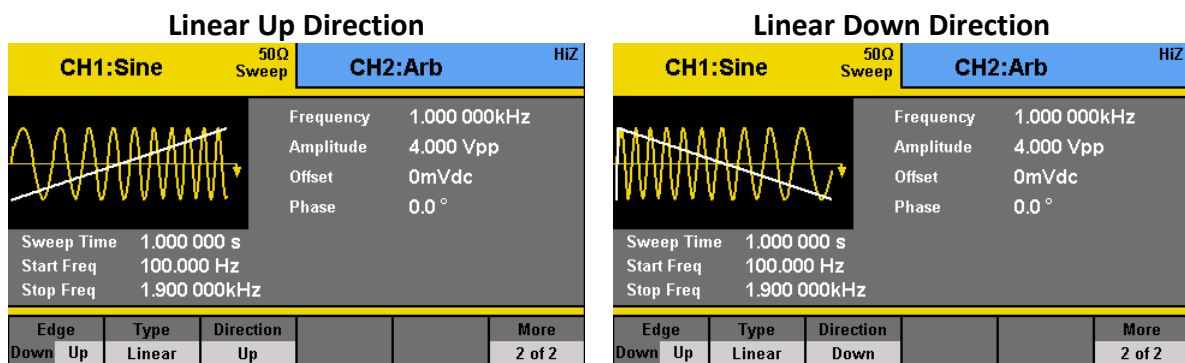 Linear Up Direction
CH1:Sine
50Ω
Sweep
CH2:Arb
HiZ
Frequency 1.000 000kHz
Amplitude 4.000 Vpp
Offset 0mVdc
Phase 0.0 °
Sweep Time 1.000 000 s
Start Freq 100.000 Hz
Stop Freq 1.900 000kHz
Edge Type Direction More
Down Up Linear Up 2 of 2
Linear Down Direction
CH1:Sine
50Ω
Sweep
CH2:Arb
HiZ
Frequency 1.000 000kHz
Amplitude 4.000 Vpp
Offset 0mVdc
Phase 0.0 °
Sweep Time 1.000 000 s
Start Freq 100.000 Hz
Stop Freq 1.900 000kHz
Edge Type Direction More
Down Up Linear Down 2 of 2